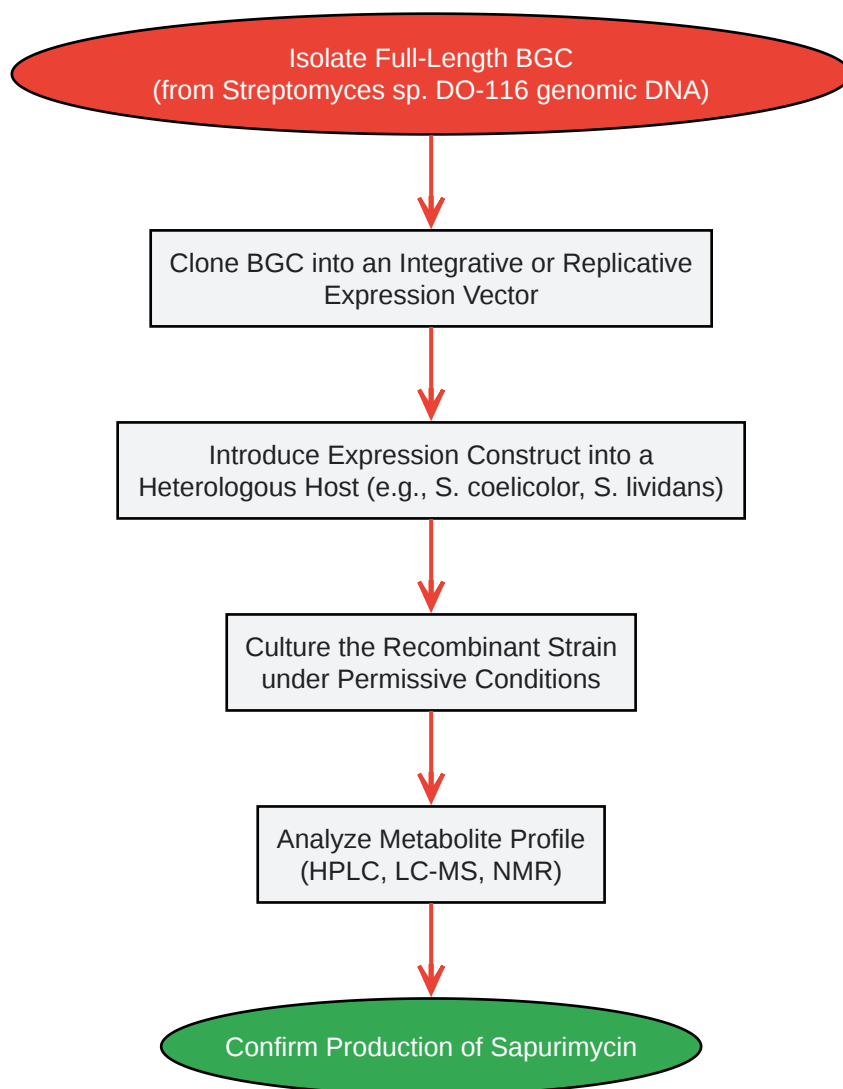 Isolate Full-Length BGC
(from Streptomyces sp. DO-116 genomic DNA)
Clone BGC into an Integrative or Replicative
Expression Vector
Introduce Expression Construct into a
Heterologous Host (e.g., S. coelicolor, S. lividans)
Culture the Recombinant Strain
under Permissive Conditions
Analyze Metabolite Profile
(HPLC, LC-MS, NMR)
Confirm Production of Sapurimycin